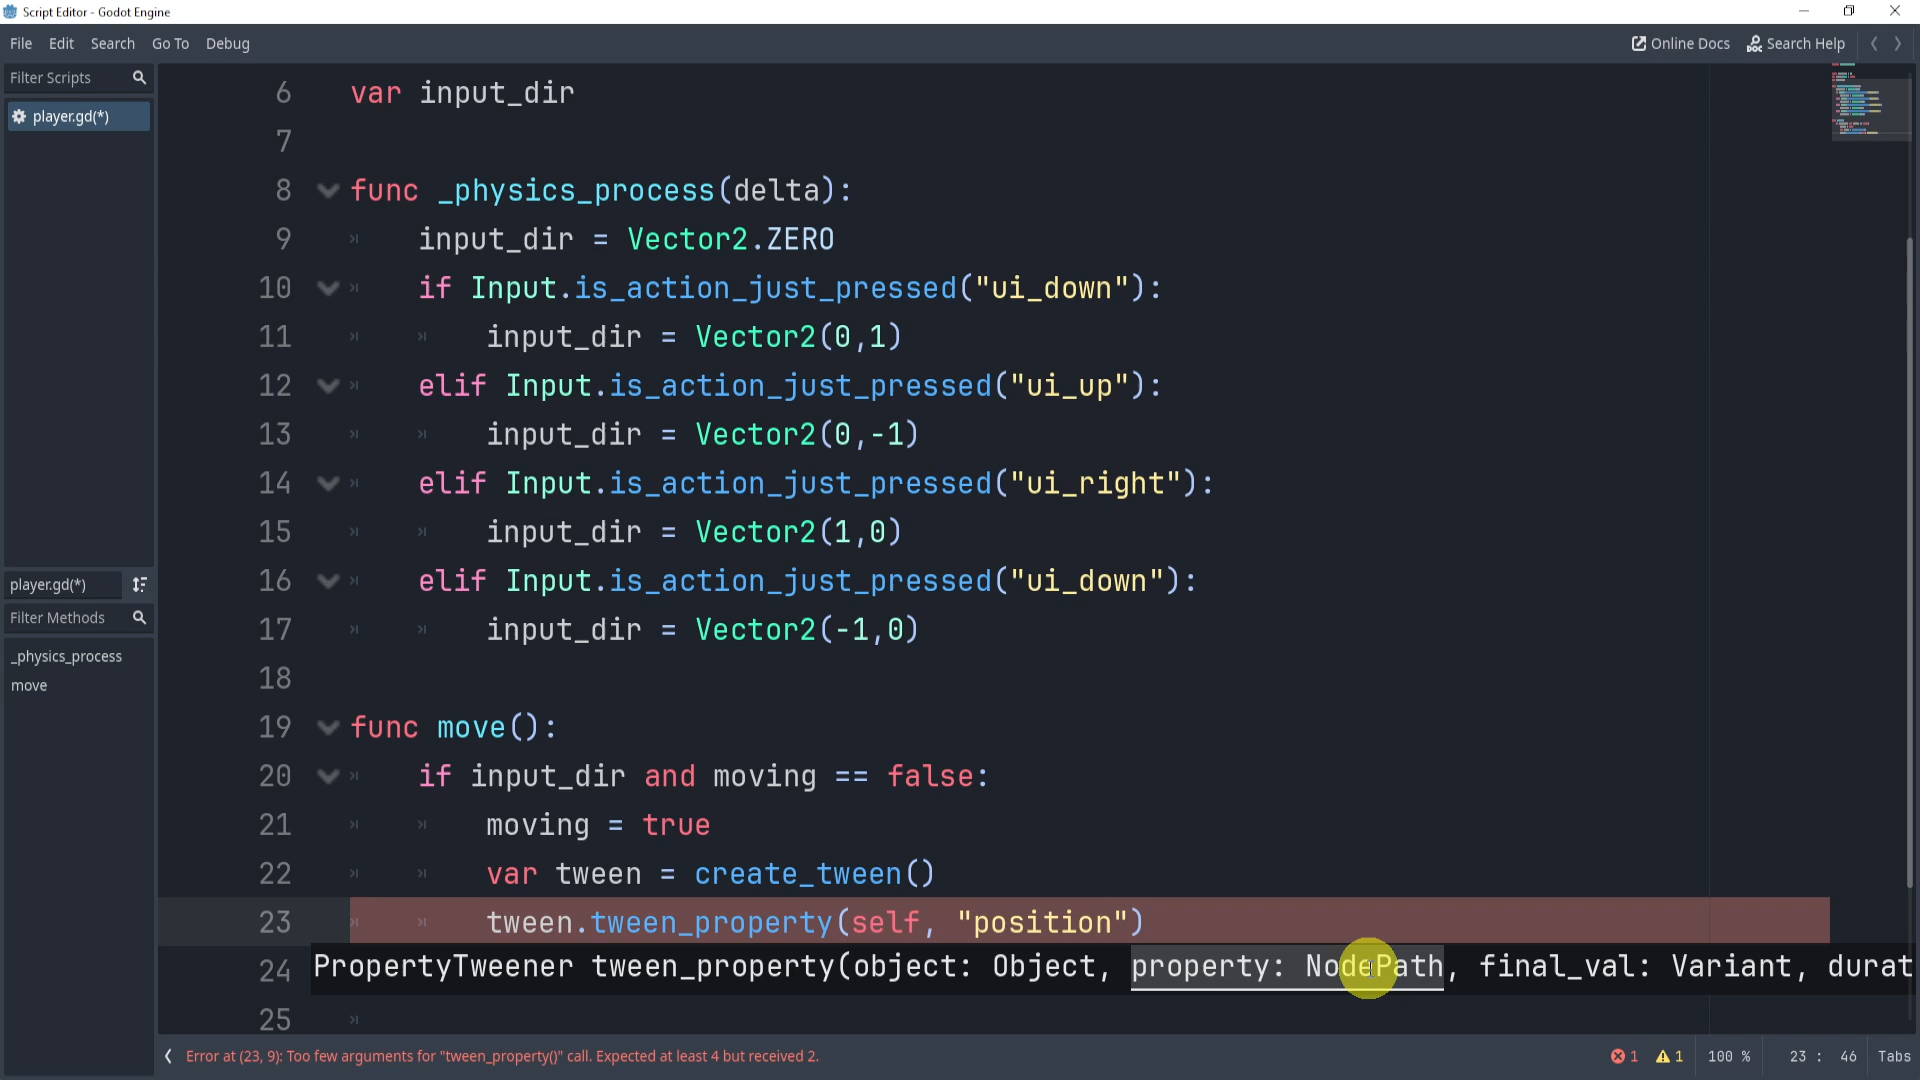 Script Editor - Godot Engine
File Edit Search Go To Debug Online Docs Search Help
Filter Scripts
player.gd(*)
6 var input_dir
7
8 func _physics_process(delta):
9 input_dir = Vector2.ZERO
10 if Input.is_action_just_pressed("ui_down"):
11 input_dir = Vector2(0,1)
12 elif Input.is_action_just_pressed("ui_up"):
13 input_dir = Vector2(0,-1)
14 elif Input.is_action_just_pressed("ui_right"):
15 input_dir = Vector2(1,0)
16 elif Input.is_action_just_pressed("ui_down"):
17 input_dir = Vector2(-1,0)
18
19 func move():
20 if input_dir and moving == false:
21 moving = true
22 var tween = create_tween()
23 tween.tween_property(self, "position")
24 PropertyTweener tween_property(object: Object, property: NodePath, final_val: Variant, durat
25
player.gd(*)
Filter Methods
_physics_process
move
Error at (23, 9): Too few arguments for "tween_property()" call. Expected at least 4 but received 2.
1 1 100 % 23 : 46 Tabs